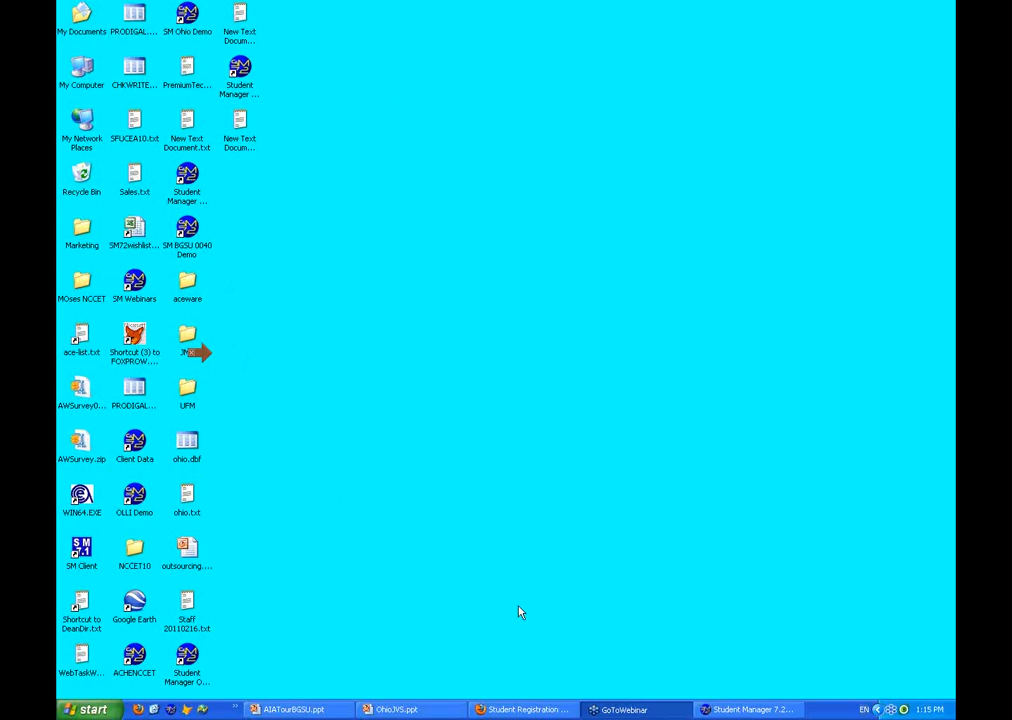 My Documents
PRODIGAL....
SM Ohio Demo
New Text
Docum...
My Computer
CHKWRITE...
PremiumTec...
Student
Manager ...
My Network
Places
SFUCEA10.txt
New Text
Document.txt
New Text
Docum...
Recycle Bin
Sales.txt
Student
Manager ...
Marketing
SM72wishlist...
SM BGSU 0040
Demo
MOses NCCET
SM Webinars
aceware
ace-list.txt
Shortcut (3) to
FOXPROW....
AWSurvey0...
PRODIGAL...
UFM
AWSurvey.zip
Client Data
ohio.dbf
WIN64.EXE
OLLI Demo
ohio.txt
SM
7.1
SM Client
NCCET10
outsourcing....
Shortcut to
DeanDir.txt
Google Earth
Staff
20110216.txt
WebTaskW...
ACHENCCET
Student
Manager O...
start
AIATourBGSU.ppt
OhioJVS.ppt
Student Registration ...
GoToWebinar
Student Manager 7.2...
EN
1:15 PM